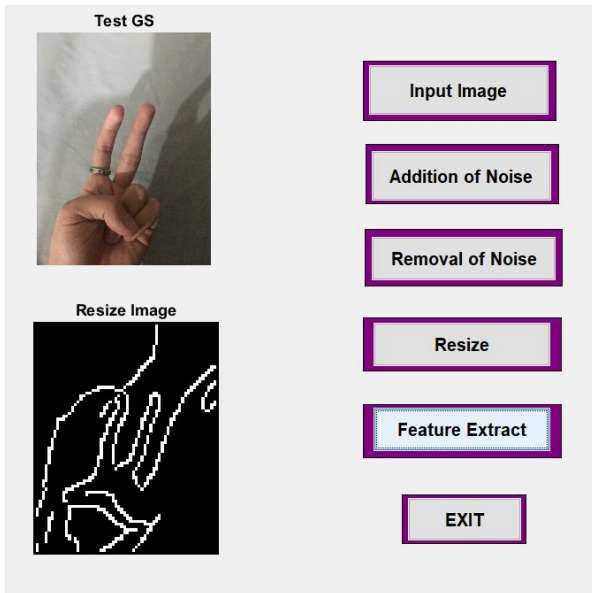 Test GS
Input Image
Addition of Noise
Removal of Noise
Resize Image
Resize
Feature Extract
EXIT